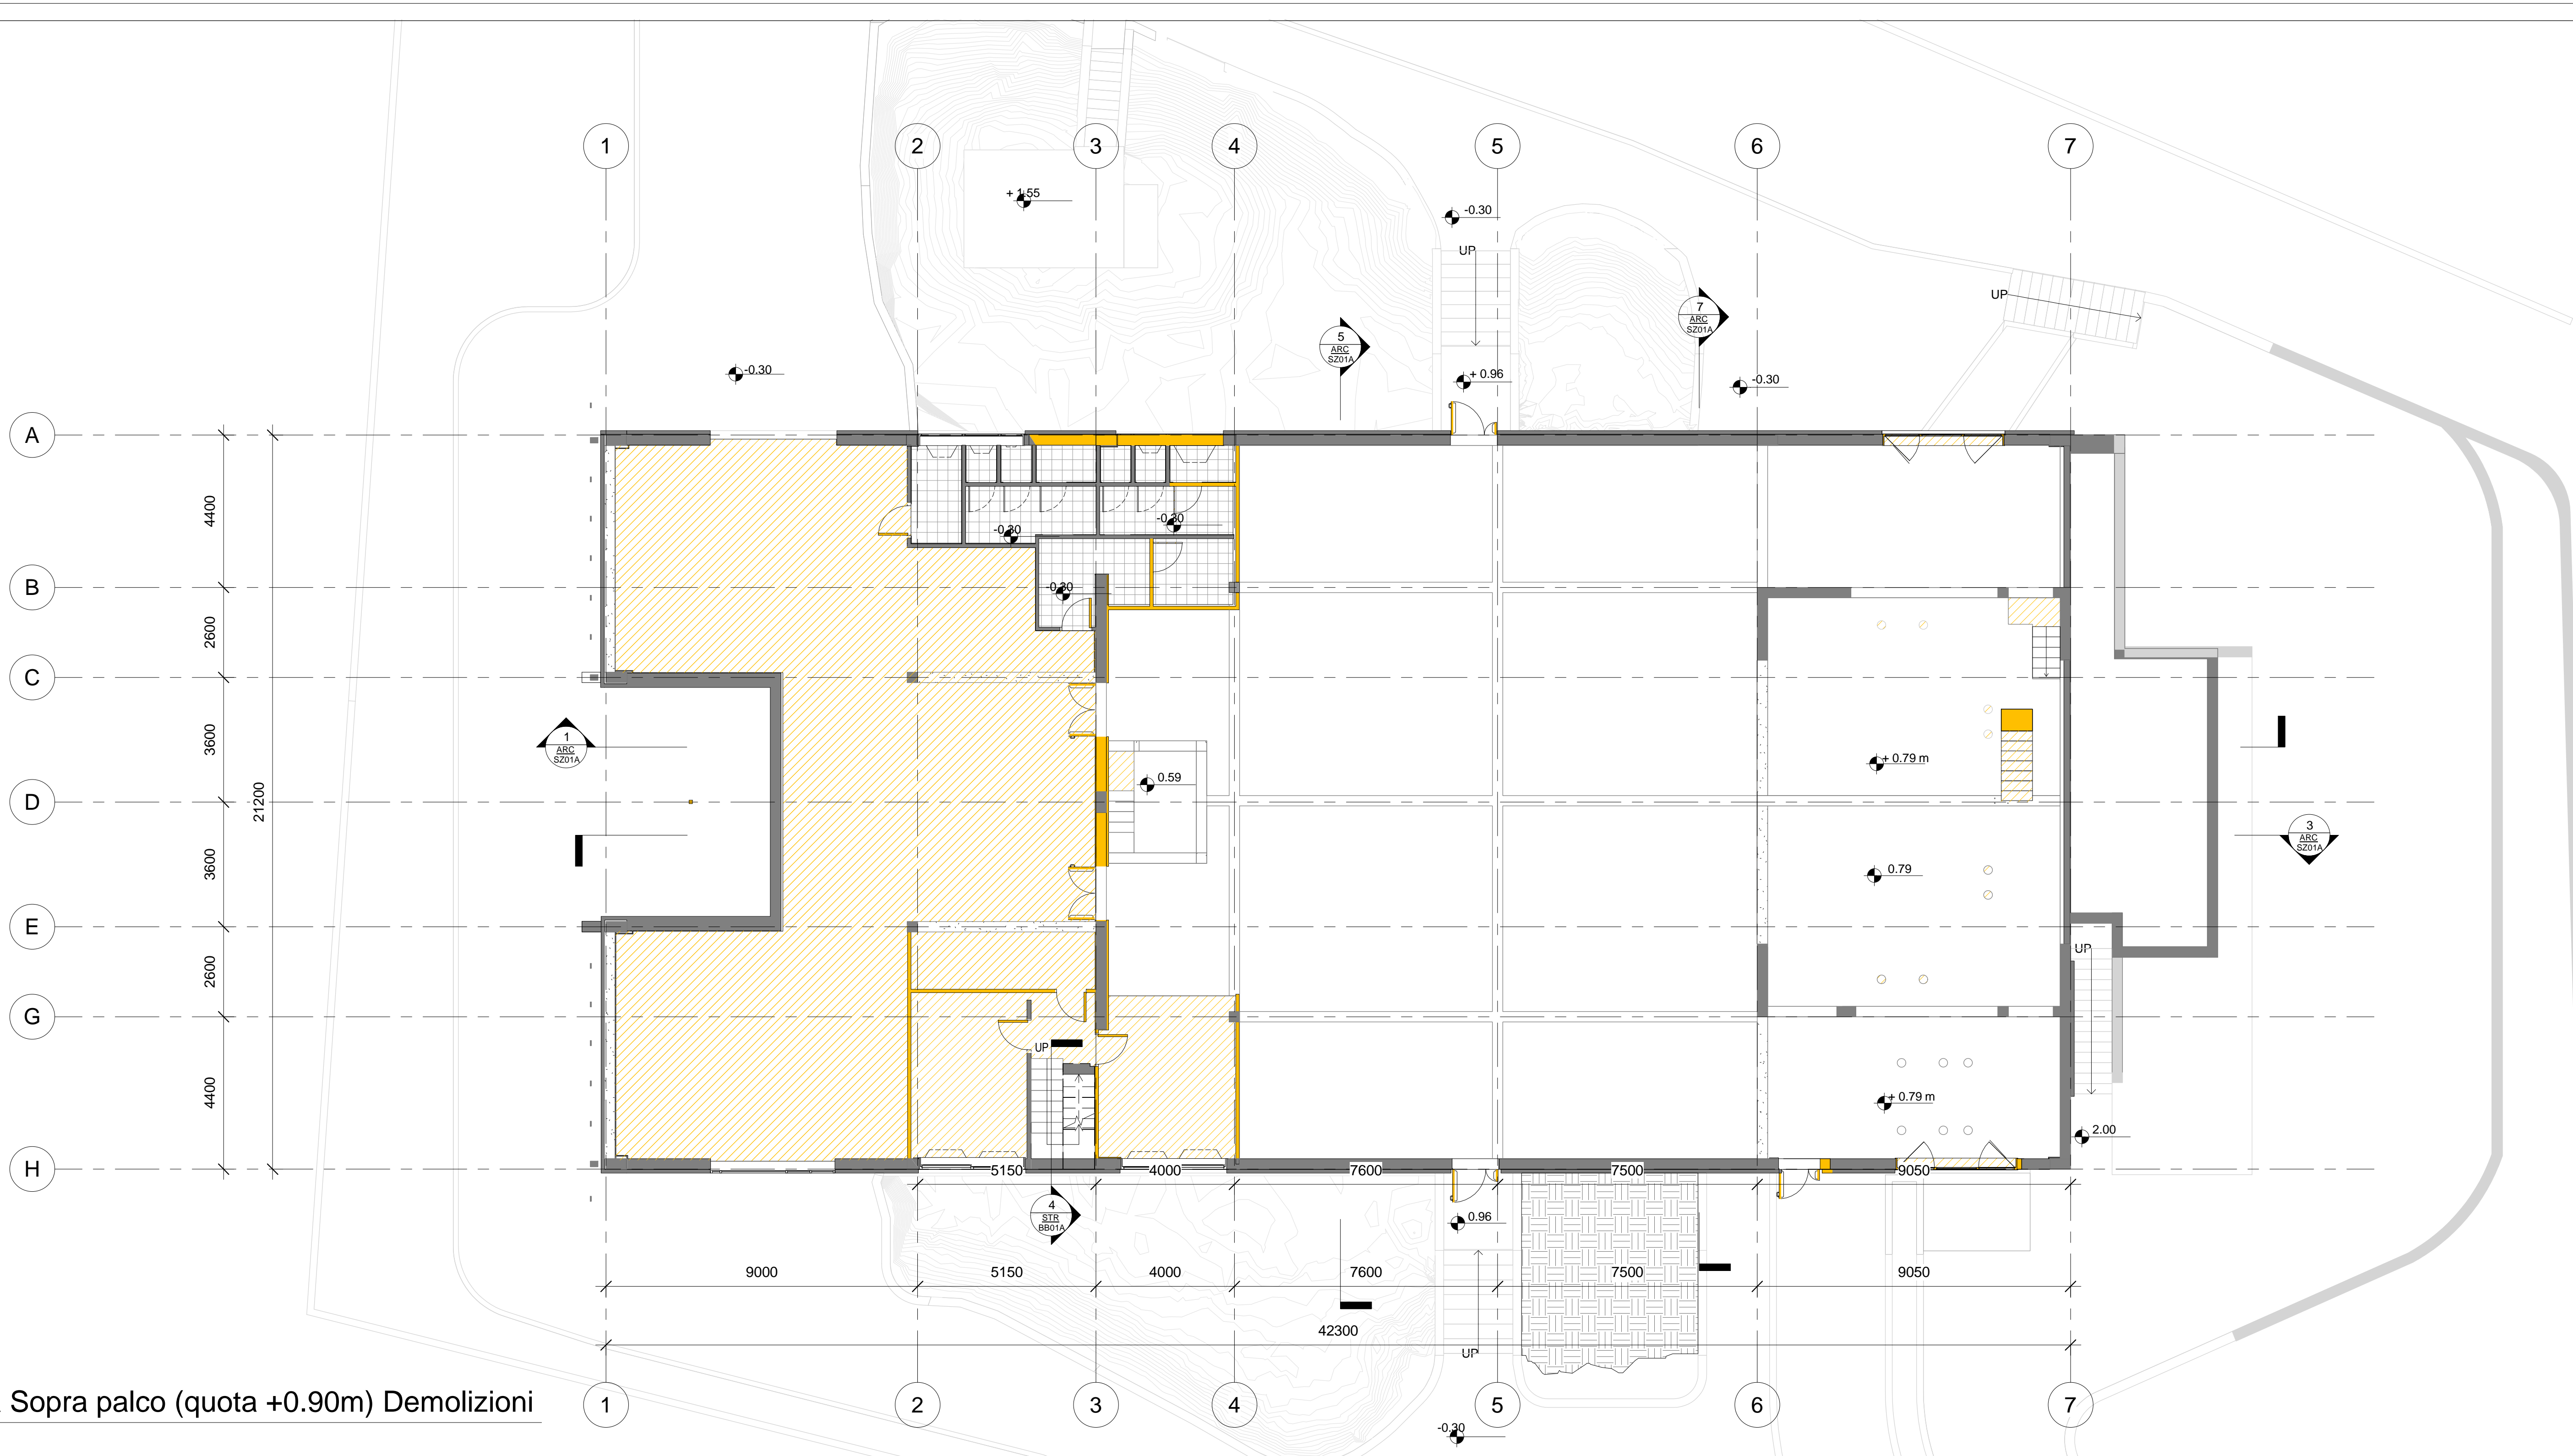 1
2
3
4
5
6
7
+ 1.55
-0.30
UP
UP
7
ARC
SZ01A
5
ARC
SZ01A
-0.30
+ 0.96
-0.30
A
4400
-0.30
-0.30
B
-0.30
2600
C
3600
1
ARC
SZ01A
+ 0.79 m
0.59
D
21200
3
ARC
SZ01A
3600
0.79
E
UP
2600
G
UP
4400
+ 0.79 m
2.00
H
5150
4000
7600
7500
9050
4
STR
BB01A
0.96
9000
5150
4000
7600
7500
9050
42300
UP
Sopra palco (quota +0.90m) Demolizioni
1
2
3
4
5
6
7
-0.30